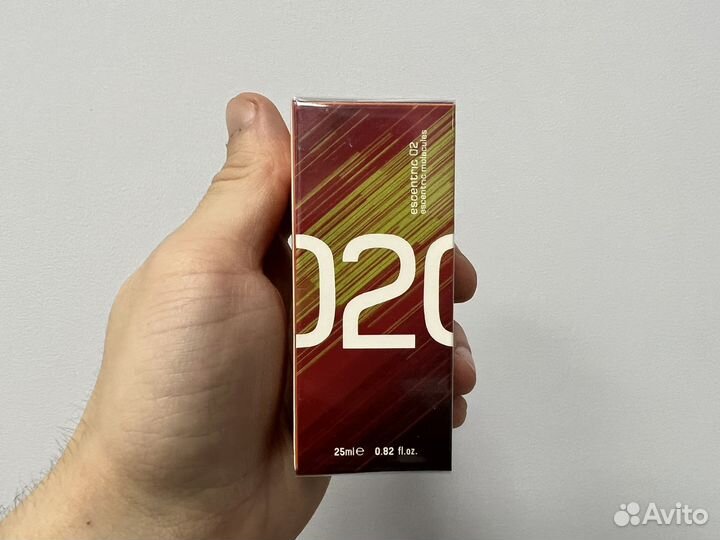 escentric 02
escentric molecules
020
25ml℮ 0.82 fl.oz.
Avito